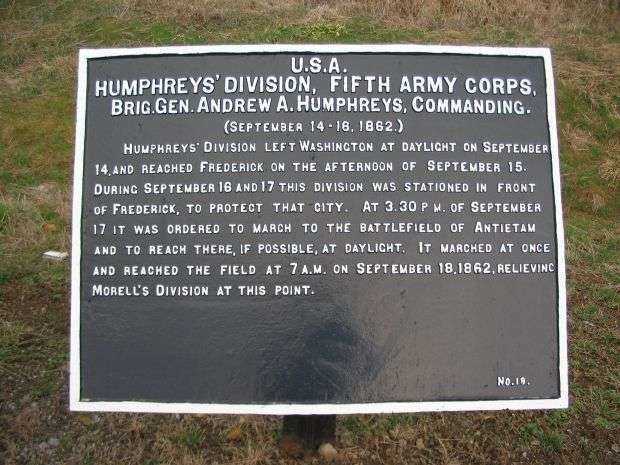 U.S.A.
HUMPHREYS' DIVISION, FIFTH ARMY CORPS,
BRIG. GEN. ANDREW A. HUMPHREYS, COMMANDING.
(SEPTEMBER 14-18, 1862.)
HUMPHREYS' DIVISION LEFT WASHINGTON AT DAYLIGHT ON SEPTEMBER
14, AND REACHED FREDERICK ON THE AFTERNOON OF SEPTEMBER 15.
DURING SEPTEMBER 16 AND 17 THIS DIVISION WAS STATIONED IN FRONT
OF FREDERICK, TO PROTECT THAT CITY. AT 3.30 P M. OF SEPTEMBER
17 IT WAS ORDERED TO MARCH TO THE BATTLEFIELD OF ANTIETAM
AND TO REACH THERE, IF POSSIBLE, AT DAYLIGHT. IT MARCHED AT ONCE
AND REACHED THE FIELD AT 7 A.M. ON SEPTEMBER 18, 1862, RELIEVING
MORELL'S DIVISION AT THIS POINT.
NO. 19.